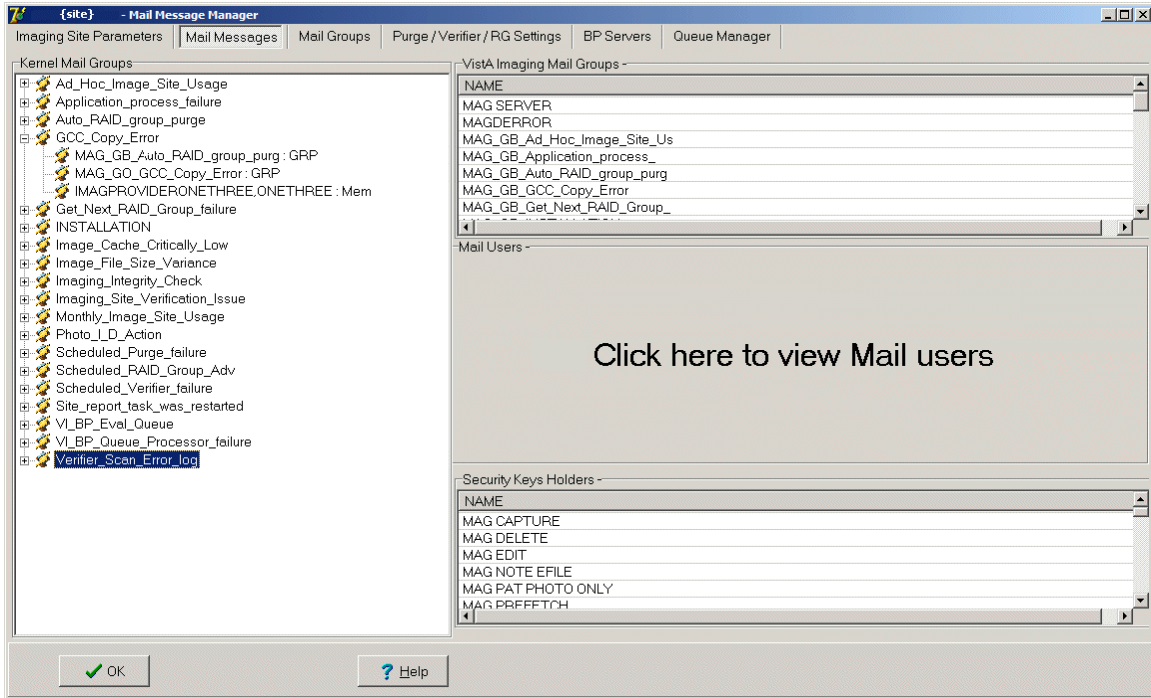 {site} - Mail Message Manager
Imaging Site Parameters Mail Messages Mail Groups Purge / Verifier / RG Settings BP Servers Queue Manager
Kernel Mail Groups
Ad_Hoc_Image_Site_Usage
Application_process_failure
Auto_RAID_group_purge
GCC_Copy_Error
MAG_GB_Auto_RAID_group_purg : GRP
MAG_GO_GCC_Copy_Error : GRP
IMAGPROVIDERONETHREE,ONETHREE : Mem
Get_Next_RAID_Group_failure
INSTALLATION
Image_Cache_Critically_Low
Image_File_Size_Variance
Imaging_Integrity_Check
Imaging_Site_Verification_Issue
Monthly_Image_Site_Usage
Photo_I_D_Action
Scheduled_Purge_failure
Scheduled_RAID_Group_Adv
Scheduled_Verifier_failure
Site_report_task_was_restarted
VI_BP_Eval_Queue
VI_BP_Queue_Processor_failure
Verifier_Scan_Error_log
VistA Imaging Mail Groups -
NAME
MAG SERVER
MAGDERROR
MAG_GB_Ad_Hoc_Image_Site_Us
MAG_GB_Application_process_
MAG_GB_Auto_RAID_group_purg
MAG_GB_GCC_Copy_Error
MAG_GB_Get_Next_RAID_Group_
Mail Users -
Click here to view Mail users
Security Keys Holders -
NAME
MAG CAPTURE
MAG DELETE
MAG EDIT
MAG NOTE EFILE
MAG PAT PHOTO ONLY
MAG PREFETCH
OK
? Help